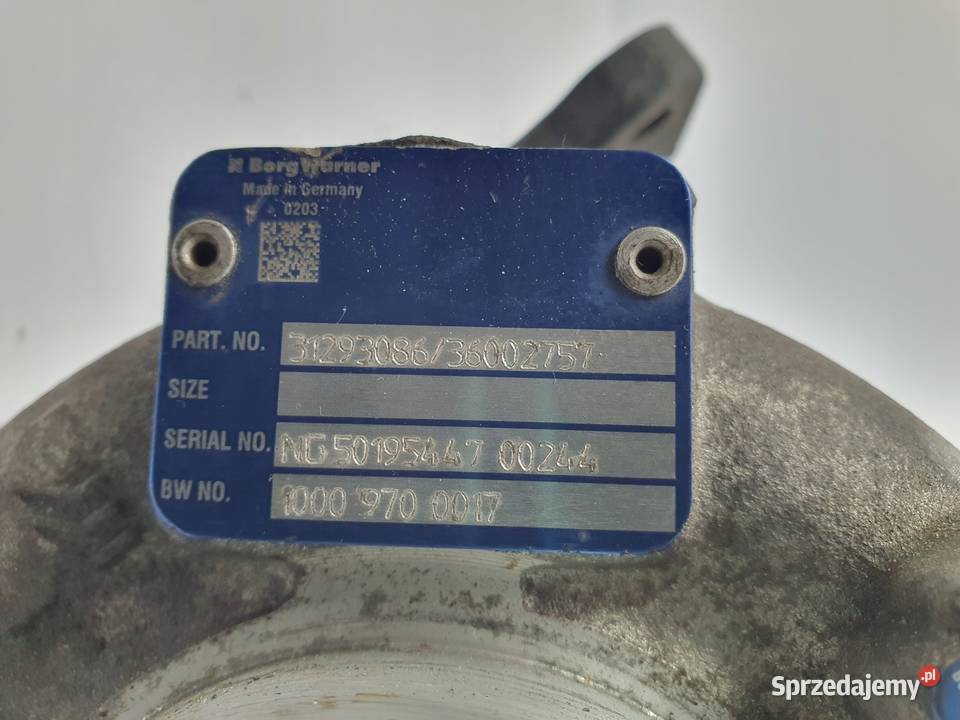 BorgWarner
Made in Germany
0203
PART. NO. 31293086/36002757
SIZE
SERIAL NO. NG 50195447 00244
BW NO. 1000 970 0017
Sprzedajemy.pl